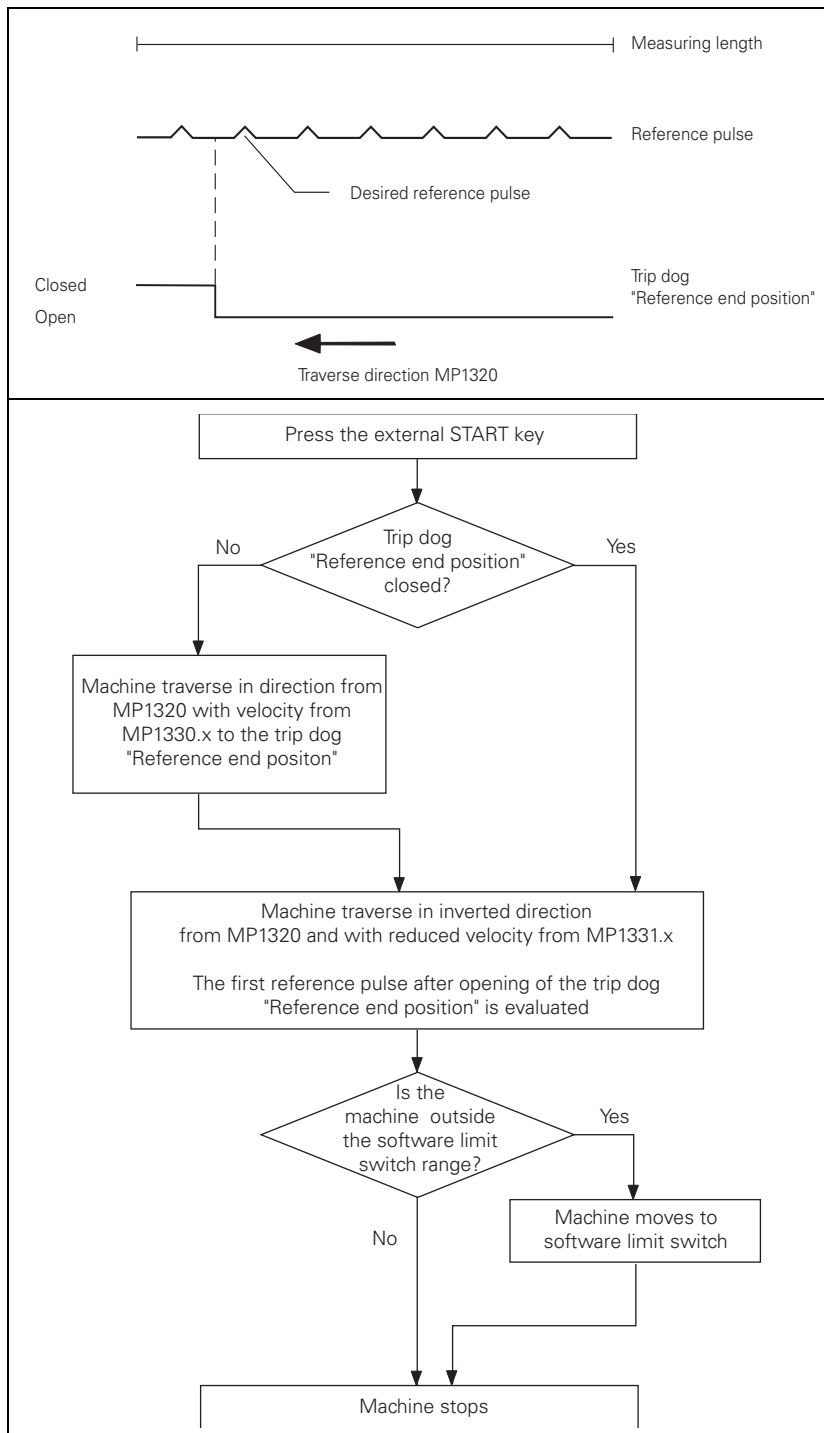 Measuring length
Reference pulse
Desired reference pulse
Closed
Open
Trip dog
"Reference end position"
Traverse direction MP1320
Press the external START key
Trip dog
"Reference end position"
closed?
No
Yes
Machine traverse in direction from
MP1320 with velocity from
MP1330.x to the trip dog
"Reference end positon"
Machine traverse in inverted direction
from MP1320 and with reduced velocity from MP1331.x
The first reference pulse after opening of the trip dog
"Reference end position" is evaluated
Is the
machine outside
the software limit
switch range?
Yes
No
Machine moves to
software limit switch
Machine stops